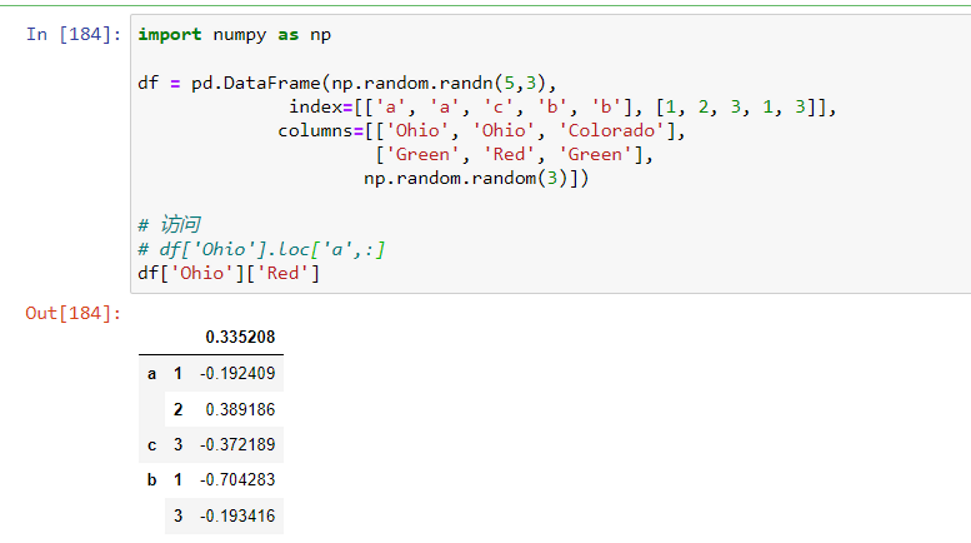 In [184]: import numpy as np
df = pd.DataFrame(np.random.randn(5,3),
index=[['a', 'a', 'c', 'b', 'b'], [1, 2, 3, 1, 3]],
columns=[['Ohio', 'Ohio', 'Colorado'],
['Green', 'Red', 'Green'],
np.random.random(3)])
# 访问
# df['Ohio'].loc['a',:]
df['Ohio']['Red']
Out[184]:
0.335208
a 1 -0.192409
2 0.389186
c 3 -0.372189
b 1 -0.704283
3 -0.193416